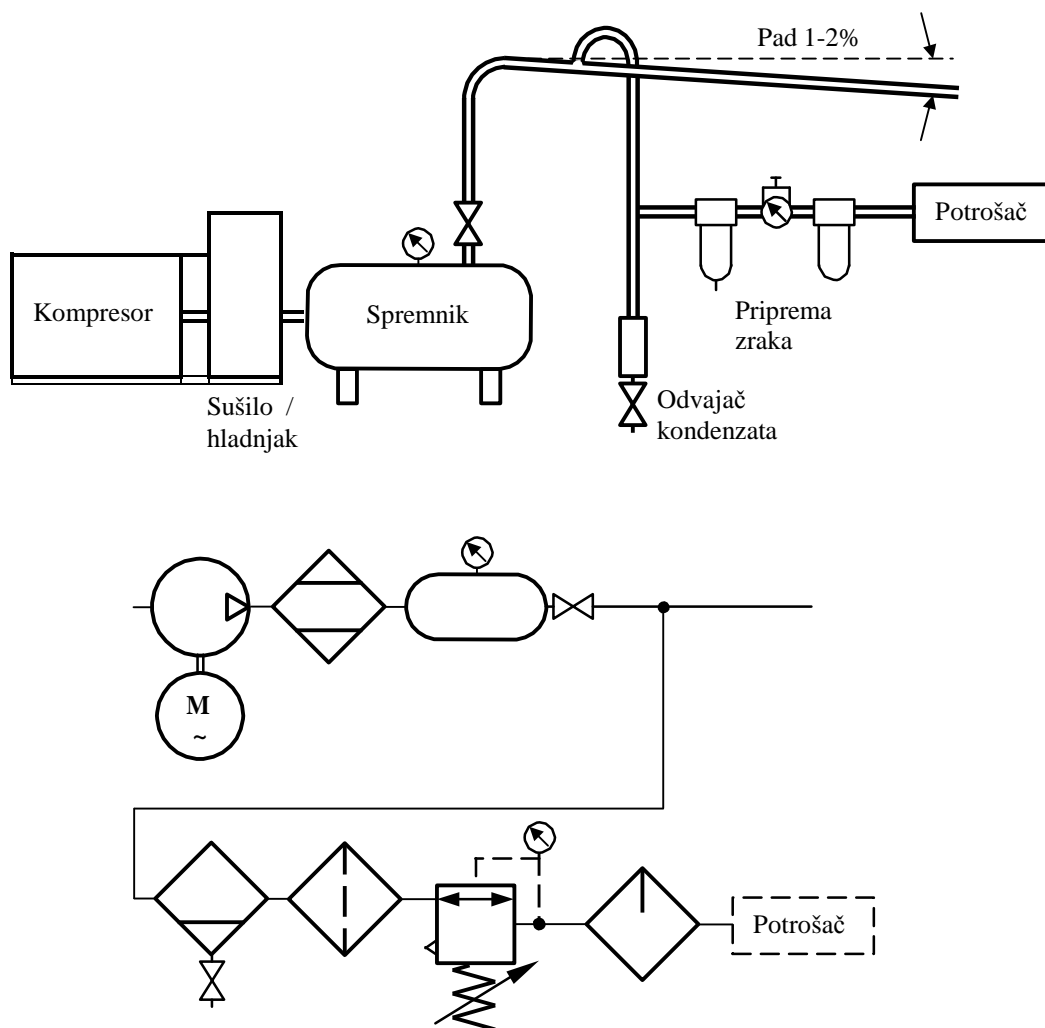 Pad 1-2%
Potrošač
Kompresor
Spremnik
Priprema
zraka
Sušilo /
hladnjak
Odvajač
kondenzata
M
~
Potrošač